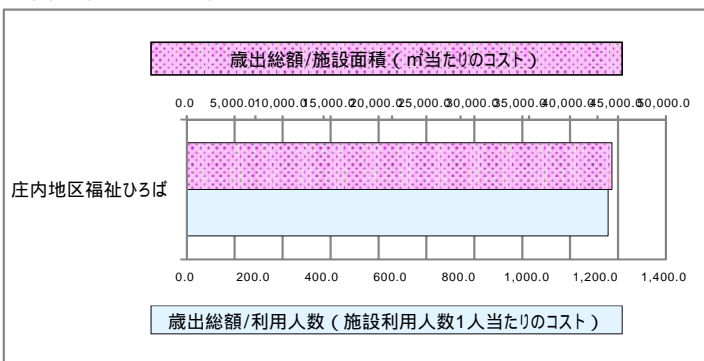 歳出総額/施設面積（㎡当たりのコスト）
0.0 5,000.0 10,000.0 15,000.0 20,000.0 25,000.0 30,000.0 35,000.0 40,000.0 45,000.0 50,000.0
庄内地区福祉ひろば
0.0 200.0 400.0 600.0 800.0 1,000.0 1,200.0 1,400.0
歳出総額/利用人数（施設利用人数1人当たりのコスト）